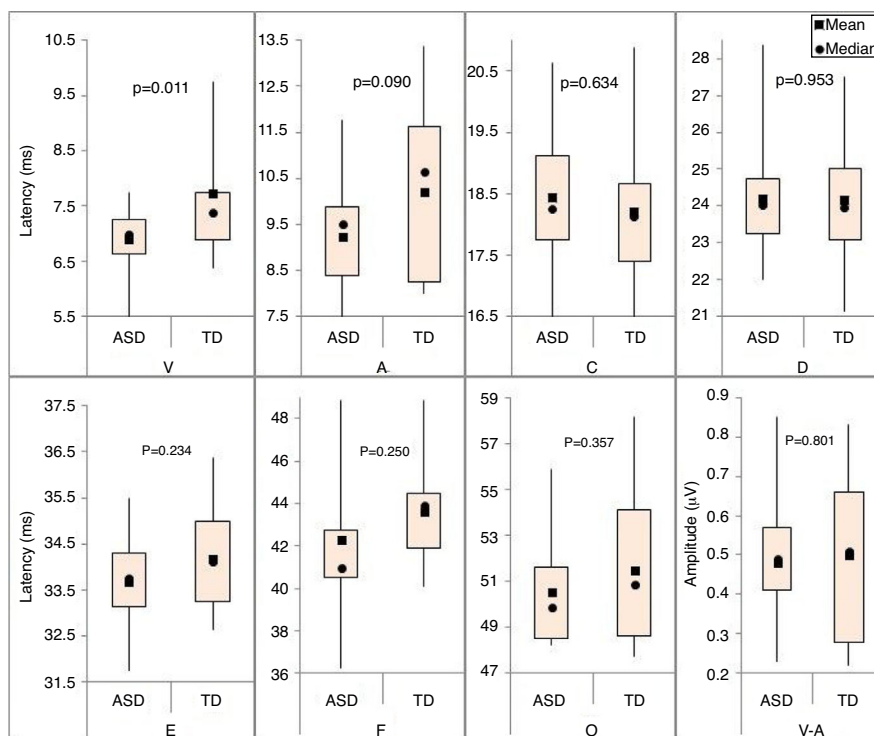 Mean
Median
10.5
9.5
8.5
7.5
6.5
5.5
Latency (ms)
p=0.011
ASD TD
V
13.5
12.5
11.5
10.5
9.5
8.5
7.5
p=0.090
ASD TD
A
20.5
19.5
18.5
17.5
16.5
p=0.634
ASD TD
C
28
27
26
25
24
23
22
21
p=0.953
ASD TD
D
37.5
36.5
35.5
34.5
33.5
32.5
31.5
Latency (ms)
P=0.234
ASD TD
E
48
46
44
42
40
38
36
P=0.250
ASD TD
F
59
57
55
53
51
49
47
P=0.357
ASD TD
O
0.9
0.8
0.7
0.6
0.5
0.4
0.3
0.2
Amplitude (μV)
P=0.801
ASD TD
V-A